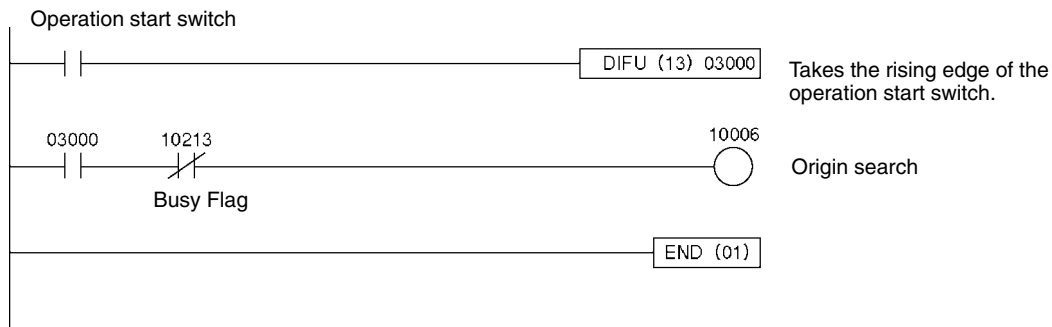 Operation start switch
DIFU (13) 03000
Takes the rising edge of the
operation start switch.
03000
10213
10006
Origin search
Busy Flag
END (01)